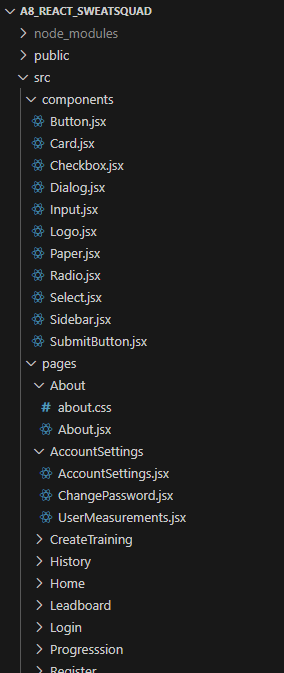 A8_REACT_SWEATSQUAD
node_modules
public
src
components
Button.jsx
Card.jsx
Checkbox.jsx
Dialog.jsx
Input.jsx
Logo.jsx
Paper.jsx
Radio.jsx
Select.jsx
Sidebar.jsx
SubmitButton.jsx
pages
About
# about.css
About.jsx
AccountSettings
AccountSettings.jsx
ChangePassword.jsx
UserMeasurements.jsx
CreateTraining
History
Home
Leadboard
Login
Progresssion
Register